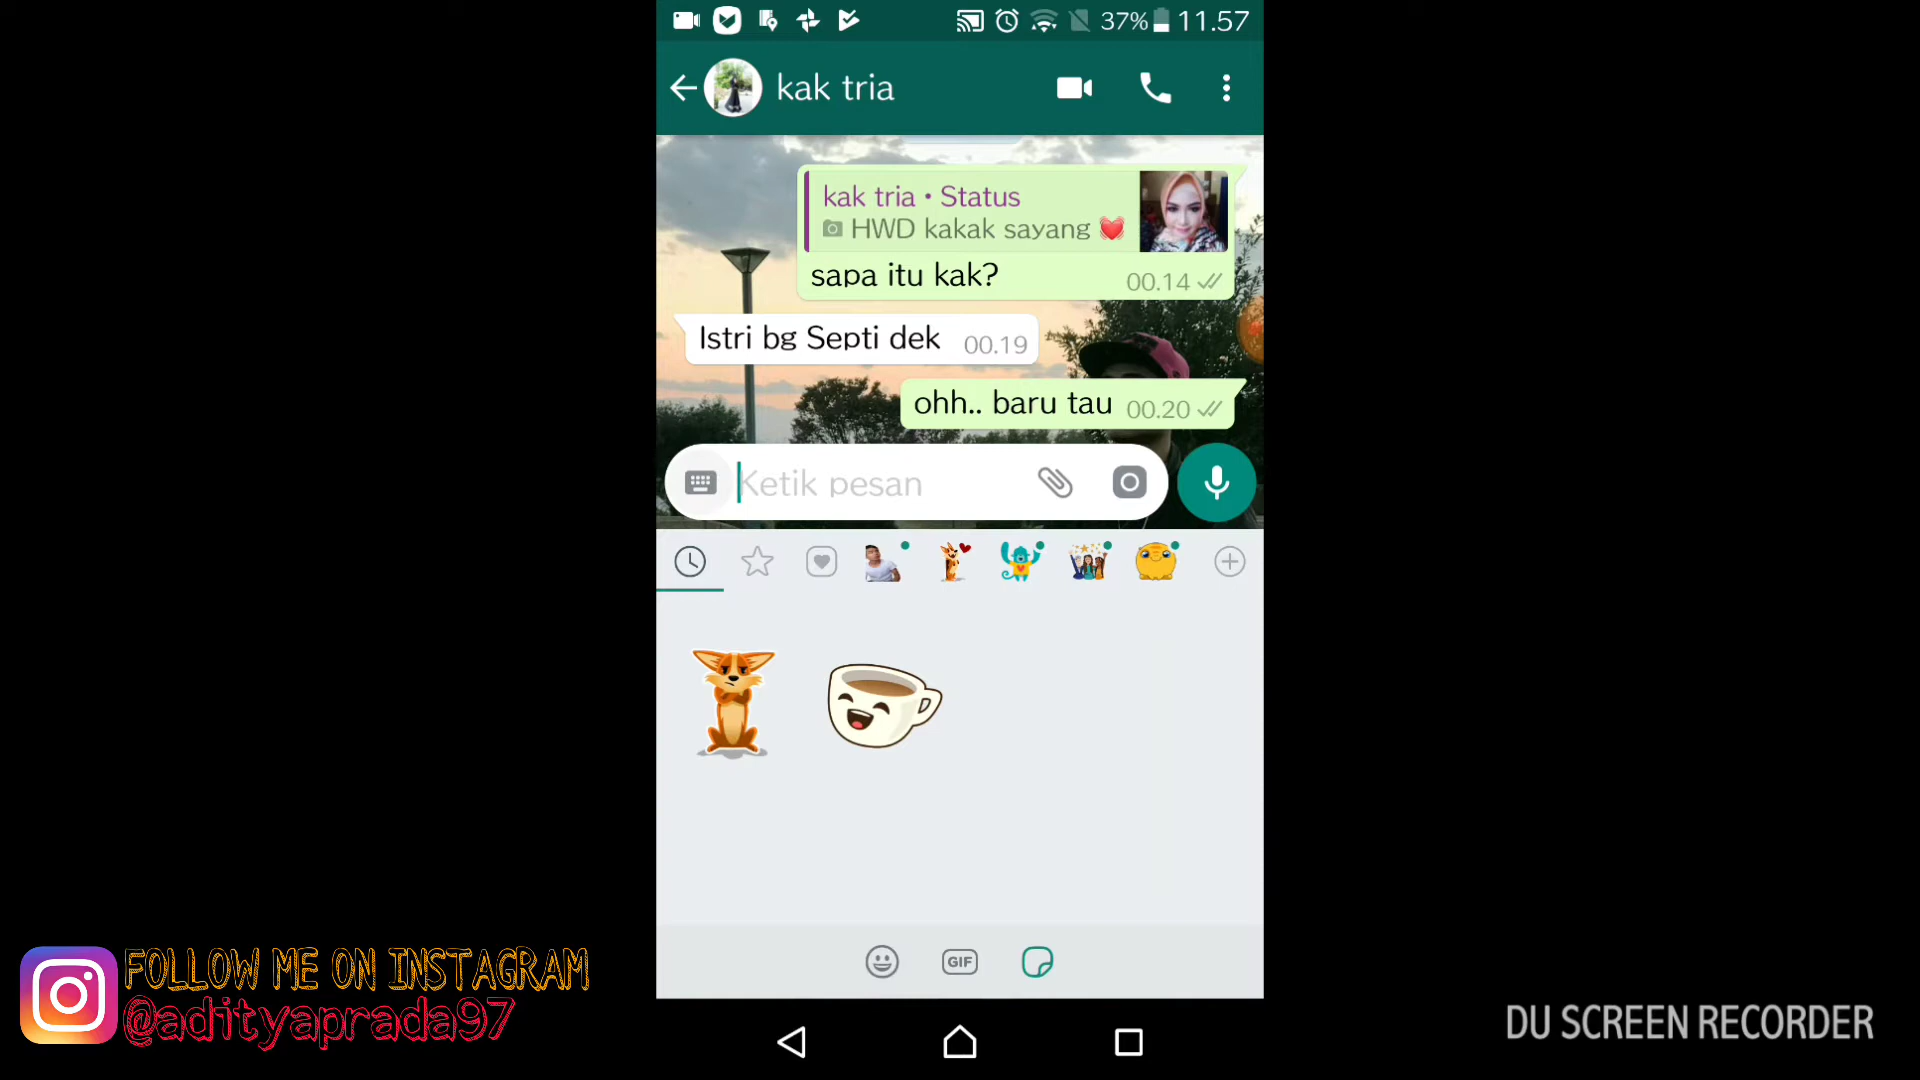 37% 11.57
kak tria
kak tria • Status
HWD kakak sayang
sapa itu kak?
00.14
Istri bg Septi dek
00.19
ohh.. baru tau
00.20
Ketik pesan
GIF
FOLLOW ME ON INSTAGRAM
@adityaprada97
DU SCREEN RECORDER